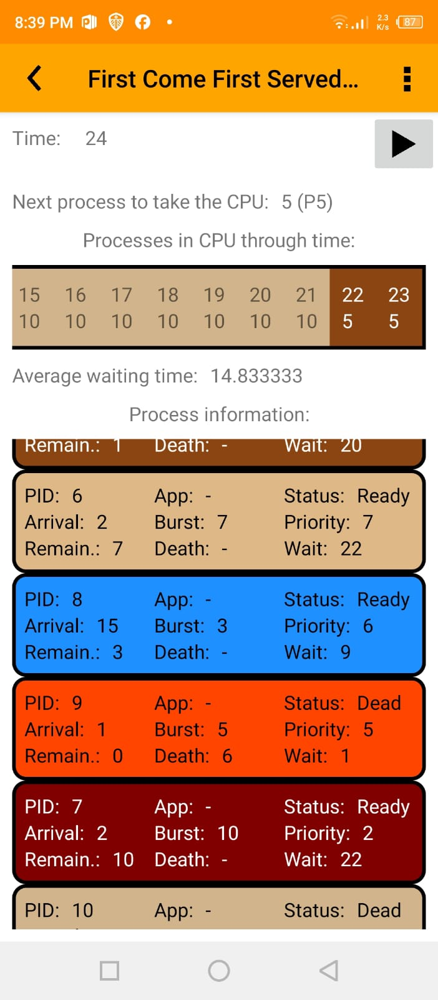 8:39 PM 2.3 K/s 87
First Come First Served...
Time: 24
Next process to take the CPU: 5 (P5)
Processes in CPU through time:
15 16 17 18 19 20 21 22 23
10 10 10 10 10 10 10 5 5
Average waiting time: 14.833333
Process information:
Remain.: 1 Death: - Wait: 20
PID: 6 App: - Status: Ready
Arrival: 2 Burst: 7 Priority: 7
Remain.: 7 Death: - Wait: 22
PID: 8 App: - Status: Ready
Arrival: 15 Burst: 3 Priority: 6
Remain.: 3 Death: - Wait: 9
PID: 9 App: - Status: Dead
Arrival: 1 Burst: 5 Priority: 5
Remain.: 0 Death: 6 Wait: 1
PID: 7 App: - Status: Ready
Arrival: 2 Burst: 10 Priority: 2
Remain.: 10 Death: - Wait: 22
PID: 10 App: - Status: Dead